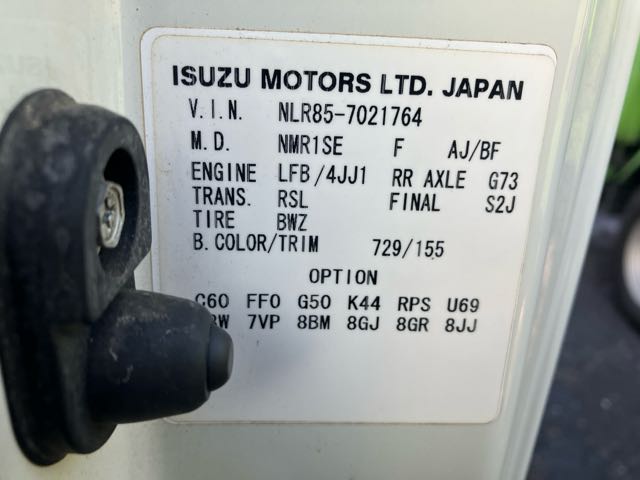 ISUZU MOTORS LTD. JAPAN
V.I.N. NLR85-7021764
M.D. NMR1SE F AJ/BF
ENGINE LFB/4JJ1 RR AXLE G73
TRANS. RSL FINAL S2J
TIRE BWZ
B.COLOR/TRIM 729/155
OPTION
C60 FF0 G50 K44 RPS U69
7VP 8BM 8GJ 8GR 8JJ